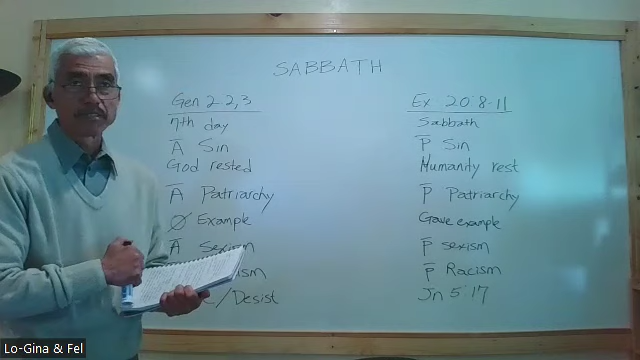 SABBATH
Gen 2-2,3
7th day
A̅ Sin
God rested
A̅ Patriarchy
Ø Example
A̅ Sexism
ism
/Desist
Ex 20:8-11
Sabbath
P̅ Sin
Humanity rest
P̅ Patriarchy
Gave example
P̅ sexism
P̅ Racism
Jn 5:17
Lo-Gina & Fel